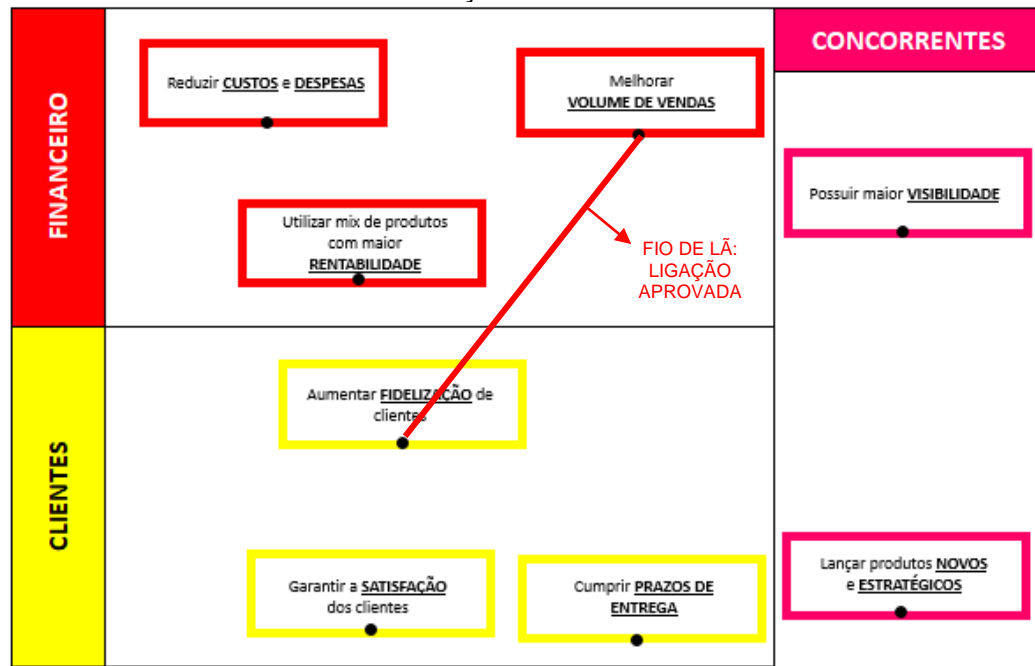 FINANCEIRO
Reduzir CUSTOS e DESPESAS
Melhorar
VOLUME DE VENDAS
Utilizar mix de produtos
com maior
RENTABILIDADE
FIO DE LÃ:
LIGAÇÃO
APROVADA
CLIENTES
Aumentar FIDELIZAÇÃO de
clientes
Garantir a SATISFAÇÃO
dos clientes
Cumprir PRAZOS DE
ENTREGA
CONCORRENTES
Possuir maior VISIBILIDADE
Lançar produtos NOVOS
e ESTRATÉGICOS